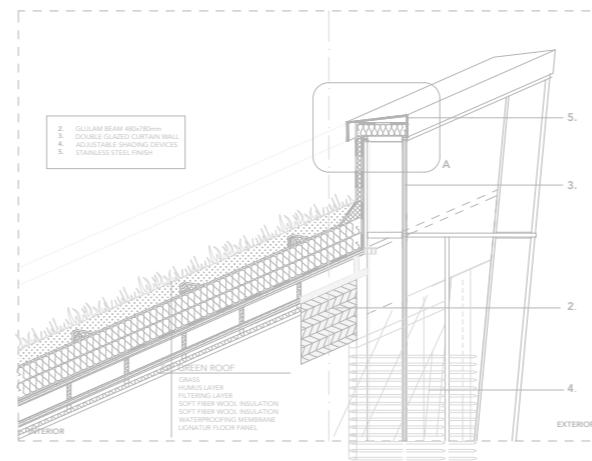 2. GLULAM BEAM 480x780mm
3. DOUBLE GLAZED CURTAIN WALL
4. ADJUSTABLE SHADING DEVICES
5. STAINLESS STEEL FINISH
5.
A
3.
2.
GREEN ROOF
GRASS
HUMUS LAYER
FILTERING LAYER
SOFT FIBER WOOL INSULATION
SOFT FIBER WOOL INSULATION
WATERPROOFING MEMBRANE
LIGNATUR FLOOR PANEL
4.
INTERIOR
EXTERIOR